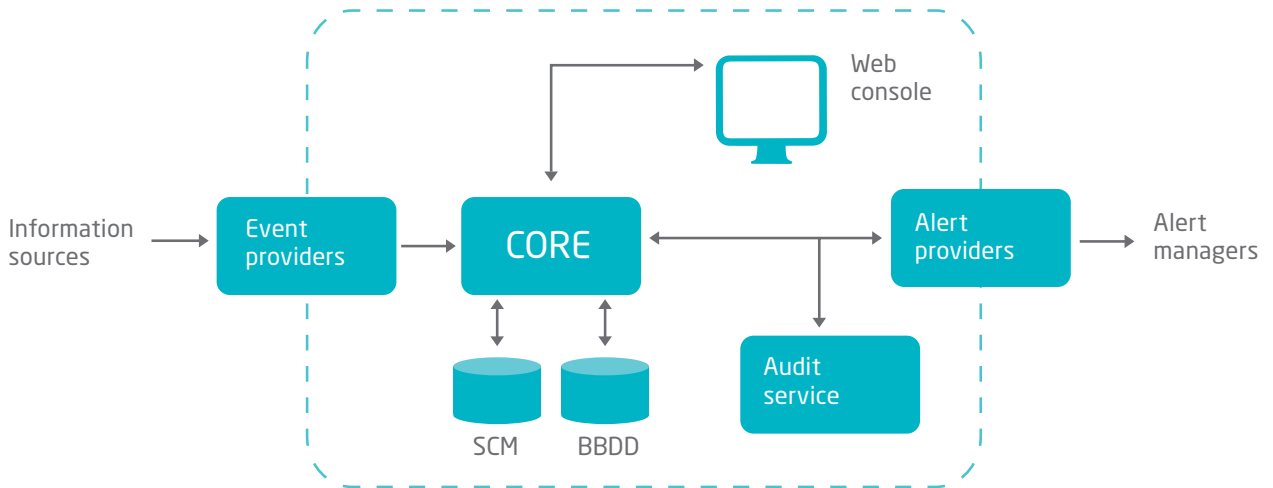 Web
console
Information
sources
Event
providers
CORE
Alert
providers
Alert
managers
Audit
service
SCM
BBDD